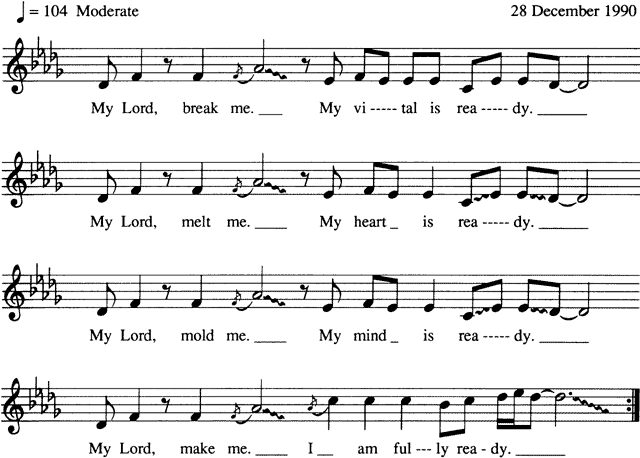 ♩ = 104 Moderate 28 December 1990
My Lord, break me. ___ My vi-----tal is rea-----dy. ______
My Lord, melt me. ____ My heart _ is rea-----dy. ______
My Lord, mold me. ____ My mind _ is rea-----dy. ______
My Lord, make me. ____ I __ am ful---ly rea-dy. ______